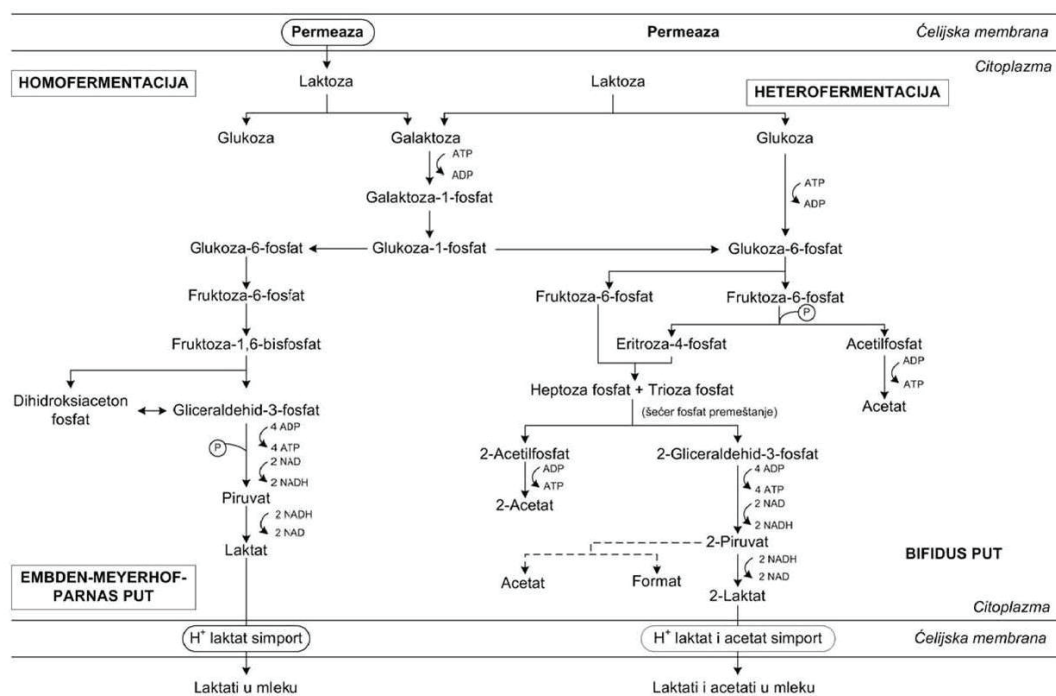 Permeaza
Permeaza
Ćelijska membrana
Citoplazma
HOMOFERMENTACIJA
Laktoza
Laktoza
HETEROFERMENTACIJA
Glukoza
Galaktoza
Glukoza
ATP
ADP
ATP
ADP
Galaktoza-1-fosfat
Glukoza-6-fosfat
Glukoza-1-fosfat
Glukoza-6-fosfat
Fruktoza-6-fosfat
Fruktoza-6-fosfat
Fruktoza-6-fosfat
P
Fruktoza-1,6-bisfosfat
Eritroza-4-fosfat
Acetilfosfat
ADP
ATP
Acetat
Heptoza fosfat + Trioza fosfat
(šećer fosfat premeštanje)
Dihidroksiaceton
fosfat
Gliceraldehid-3-fosfat
P
4 ADP
4 ATP
2 NAD
2 NADH
2-Acetilfosfat
2-Gliceraldehid-3-fosfat
ADP
ATP
4 ADP
4 ATP
2 NAD
2 NADH
2-Acetat
Piruvat
2 NADH
2 NAD
Laktat
2-Piruvat
2 NADH
2 NAD
Acetat
Format
2-Laktat
BIFIDUS PUT
EMBDEN-MEYERHOF-
PARNAS PUT
Citoplazma
H+ laktat simport
H+ laktat i acetat simport
Ćelijska membrana
Laktati u mleku
Laktati i acetati u mleku